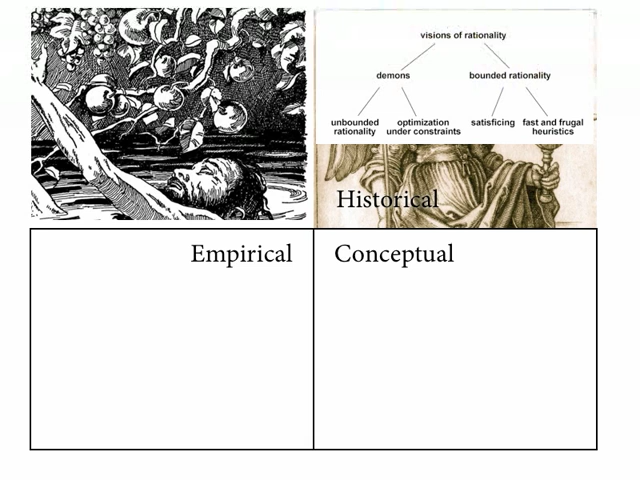 visions of rationality
demons
bounded rationality
unbounded
rationality
optimization
under constraints
satisficing
fast and frugal
heuristics
Historical
Empirical
Conceptual